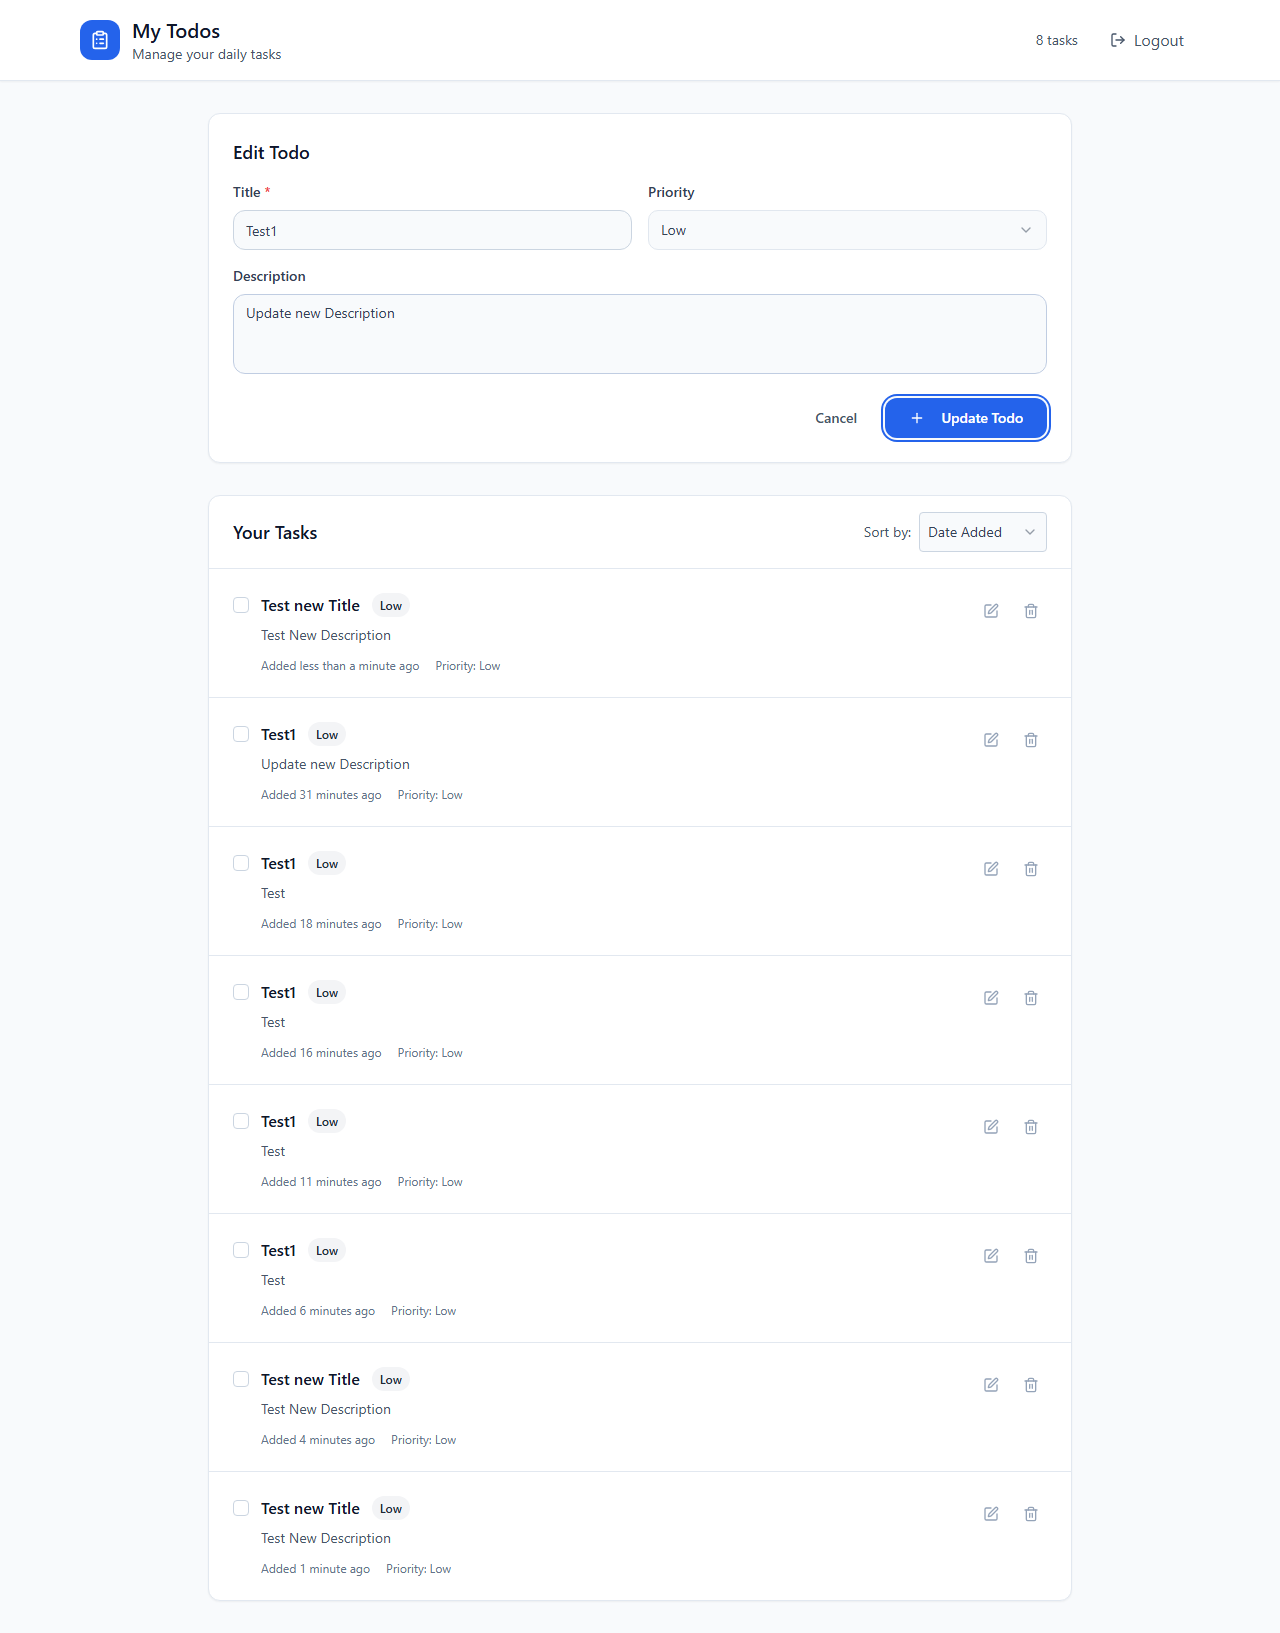 My Todos
Manage your daily tasks
8 tasks
Logout
Edit Todo
Title *
Priority
Test1
Low
Description
Update new Description
Cancel
Update Todo
Your Tasks
Sort by:
Date Added
Test new Title
Low
Test New Description
Added less than a minute ago
Priority: Low
Test1
Low
Update new Description
Added 31 minutes ago
Priority: Low
Test1
Low
Test
Added 18 minutes ago
Priority: Low
Test1
Low
Test
Added 16 minutes ago
Priority: Low
Test1
Low
Test
Added 11 minutes ago
Priority: Low
Test1
Low
Test
Added 6 minutes ago
Priority: Low
Test new Title
Low
Test New Description
Added 4 minutes ago
Priority: Low
Test new Title
Low
Test New Description
Added 1 minute ago
Priority: Low